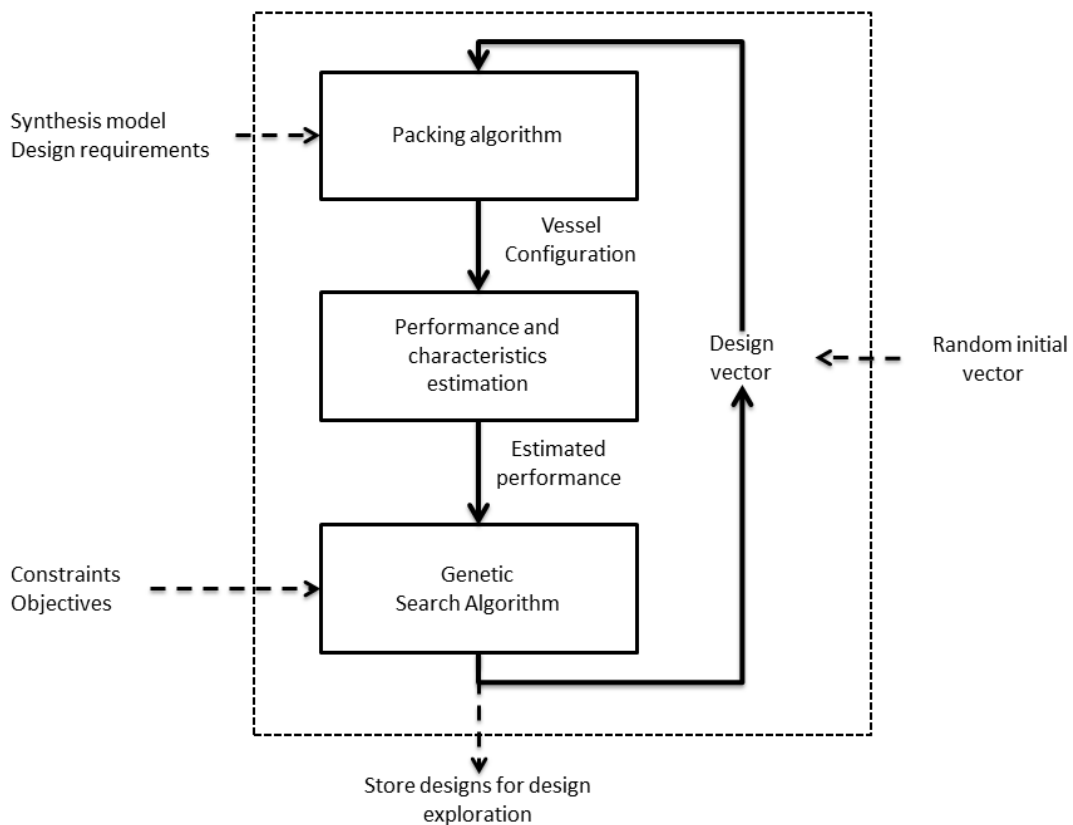 Packing algorithm
Synthesis model
Design requirements
Vessel
Configuration
Performance and
characteristics
estimation
Design
vector
Random initial
vector
Estimated
performance
Constraints
Objectives
Genetic
Search Algorithm
Store designs for design
exploration